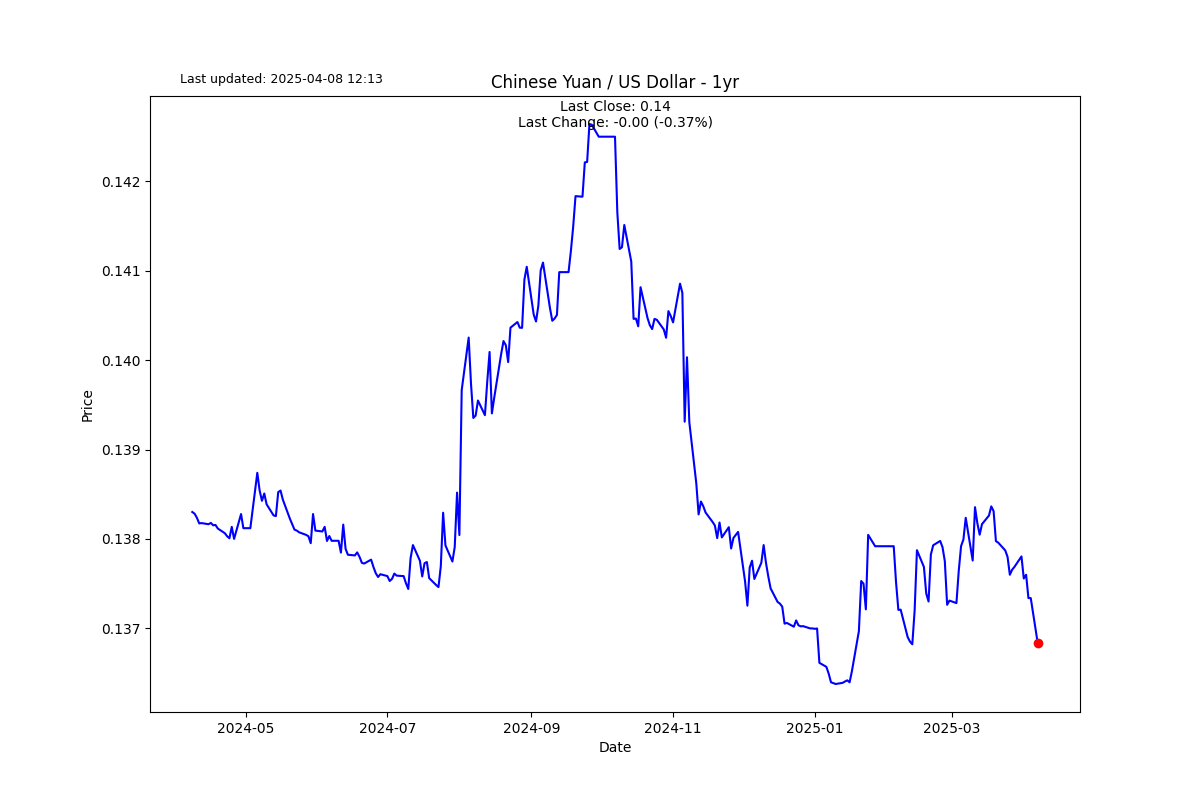 Last updated: 2025-04-08 12:13
Chinese Yuan / US Dollar - 1yr
Last Close: 0.14
Last Change: -0.00 (-0.37%)
0.142
0.141
0.140
0.139
0.138
0.137
Price
2024-05
2024-07
2024-09
2024-11
2025-01
2025-03
Date